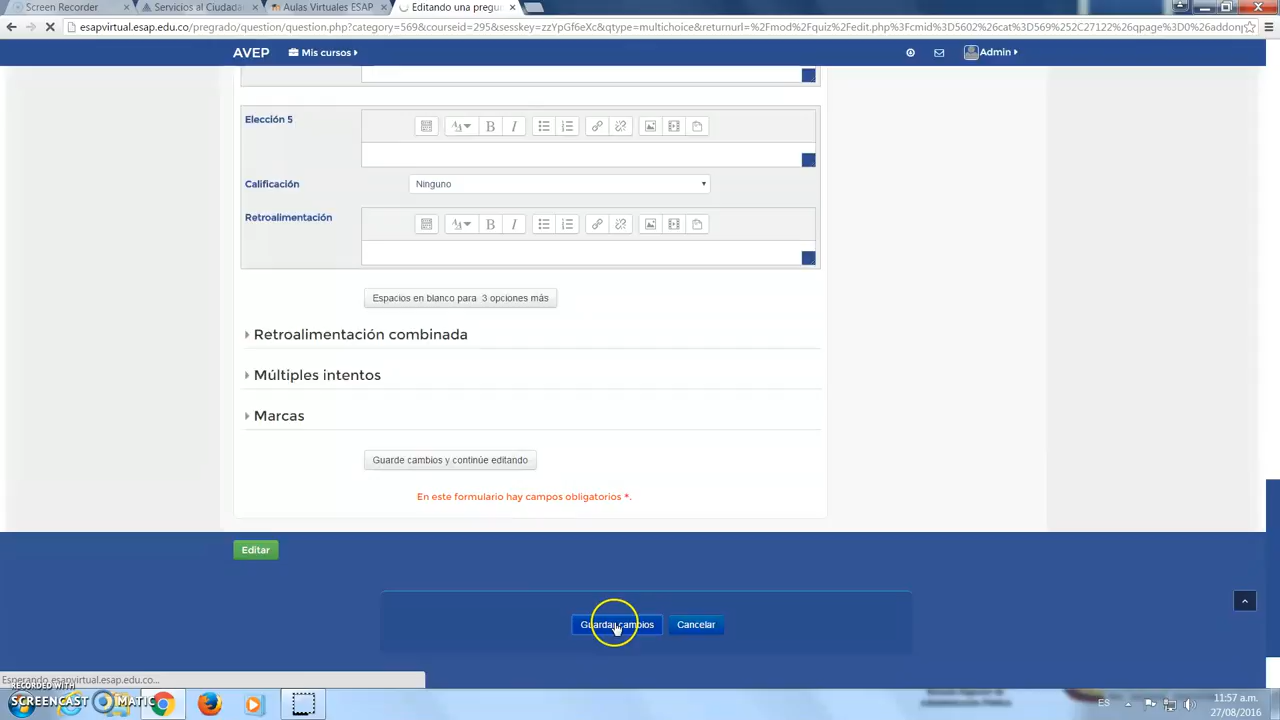 Screen Recorder
Servicios al Ciudada
Aulas Virtuales ESAP
Editando una pregu
esapvirtual.esap.edu.co/pregrado/question/question.php?category=569&courseid=295&sesskey=zzYpGf6eXc&qtype=multichoice&returnurl=%2Fmod%2Fquiz%2Fedit.php%3Fcmid%3D5602%26cat%3D569%252C27122%26qpage%3D0%26addonp
AVEP
Mis cursos
Admin
Elección 5
Calificación
Ninguno
Retroalimentación
Espacios en blanco para 3 opciones más
Retroalimentación combinada
Múltiples intentos
Marcas
Guarde cambios y continúe editando
En este formulario hay campos obligatorios *.
Editar
Guardar cambios
Cancelar
Esperando esapvirtual.esap.edu.co...
RECORDED WITH
SCREENCAST MATIC
ES
11:57 a.m.
27/08/2016